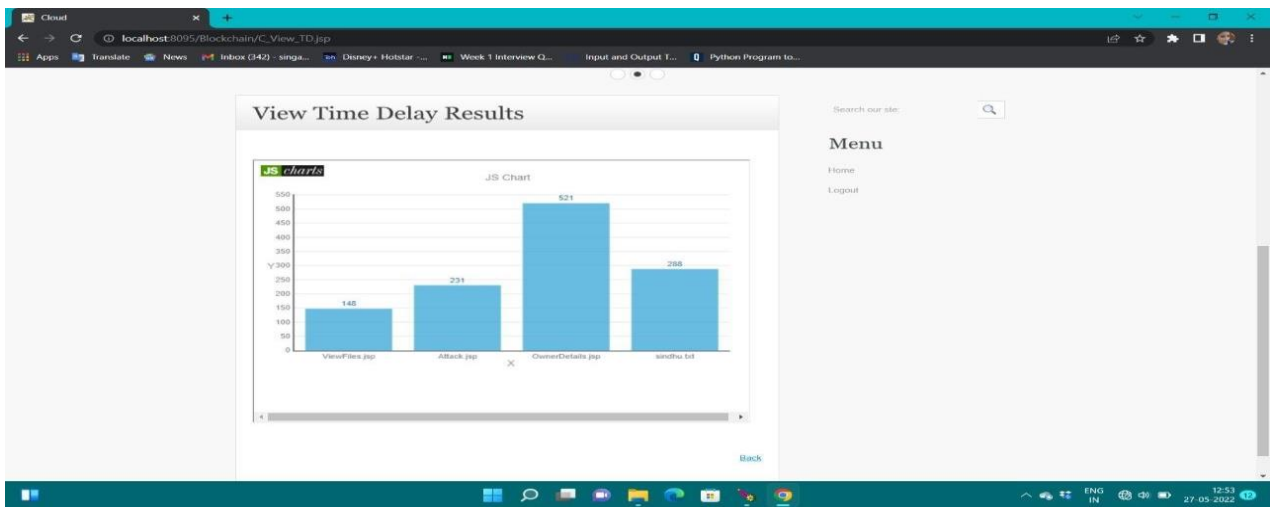 Cloud
localhost:8095/Blockchain/C_View_TD.jsp
Apps Translate News Inbox (342) - singa... Disney+ Hotstar -... Week 1 Interview Q... Input and Output T... Python Program to...
View Time Delay Results
Search our site:
Menu
Home
Logout
JS charts
JS Chart
550
500
450
400
350
Y 300
250
200
150
100
50
0
148
231
521
288
ViewFiles.jsp Attack.jsp OwnerDetails.jsp sindhu.txt
X
Back
ENG
IN
12:53
27-05-2022
12